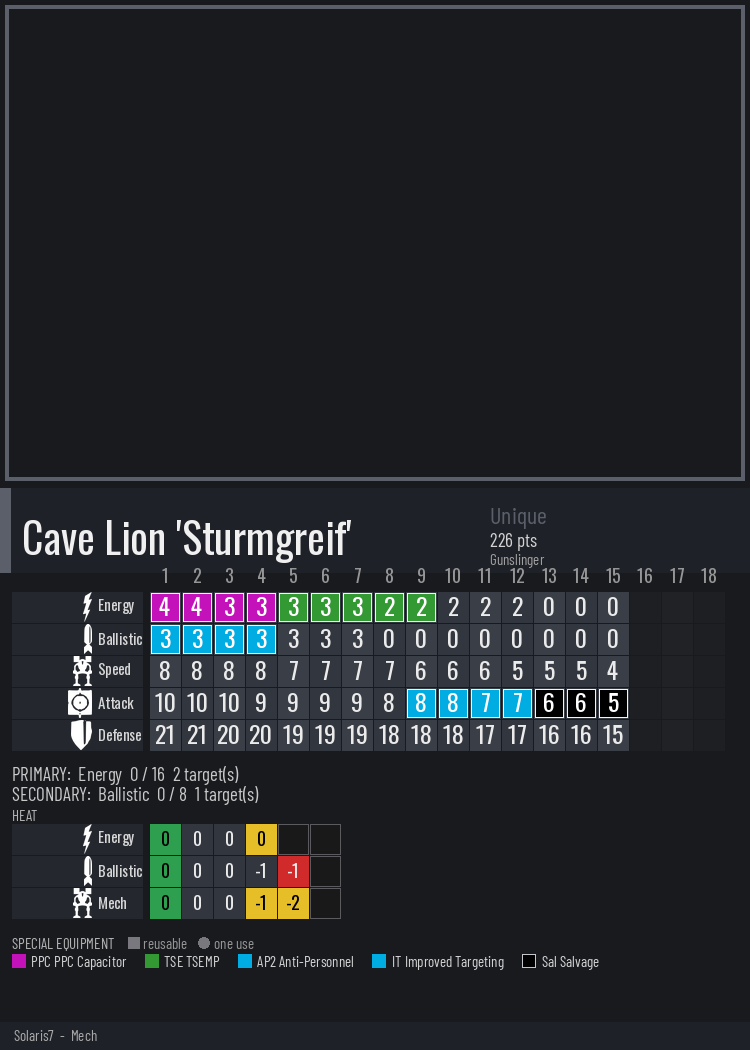 Cave Lion 'Sturmgreif'
Unique
226 pts
Gunslinger
1 2 3 4 5 6 7 8 9 10 11 12 13 14 15 16 17 18
Energy 4 4 3 3 3 3 3 2 2 2 2 2 0 0 0
Ballistic 3 3 3 3 3 3 3 0 0 0 0 0 0 0 0
Speed 8 8 8 8 7 7 7 7 6 6 6 5 5 5 4
Attack 10 10 10 9 9 9 9 8 8 8 7 7 6 6 5
Defense 21 21 20 20 19 19 19 18 18 18 17 17 16 16 15
PRIMARY: Energy 0 / 16 2 target(s)
SECONDARY: Ballistic 0 / 8 1 target(s)
HEAT
Energy 0 0 0 0
Ballistic 0 0 0 -1 -1
Mech 0 0 0 -1 -2
SPECIAL EQUIPMENT reusable one use
PPC PPC Capacitor TSE TSEMP AP2 Anti-Personnel IT Improved Targeting Sal Salvage
Solaris7 - Mech